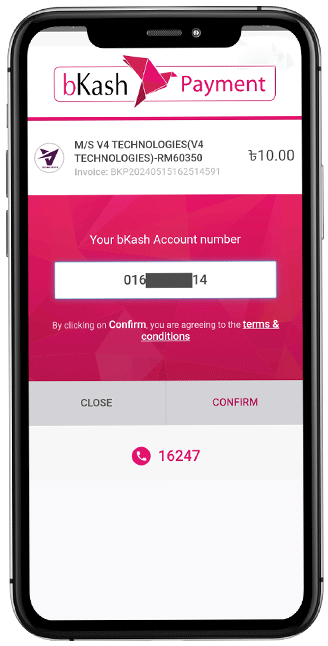 bKash Payment
M/S V4 TECHNOLOGIES(V4
TECHNOLOGIES)-RM60350
৳10.00
Invoice: BKP20240515162514591
Your bKash Account number
016 14
By clicking on Confirm, you are agreeing to the terms &
conditions
CLOSE
CONFIRM
16247